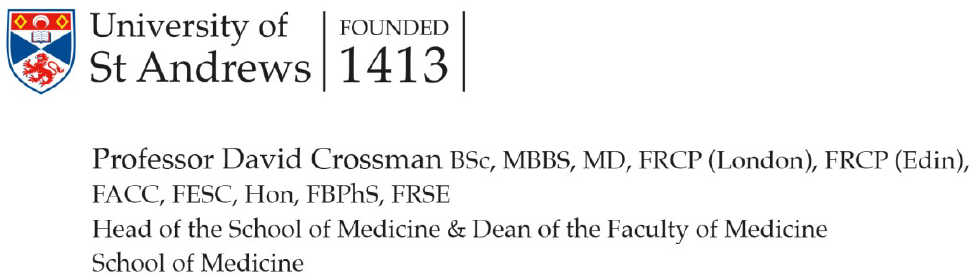 University of
St Andrews
FOUNDED
1413
Professor David Crossman BSc, MBBS, MD, FRCP (London), FRCP (Edin),
FACC, FESC, Hon, FBPhS, FRSE
Head of the School of Medicine & Dean of the Faculty of Medicine
School of Medicine